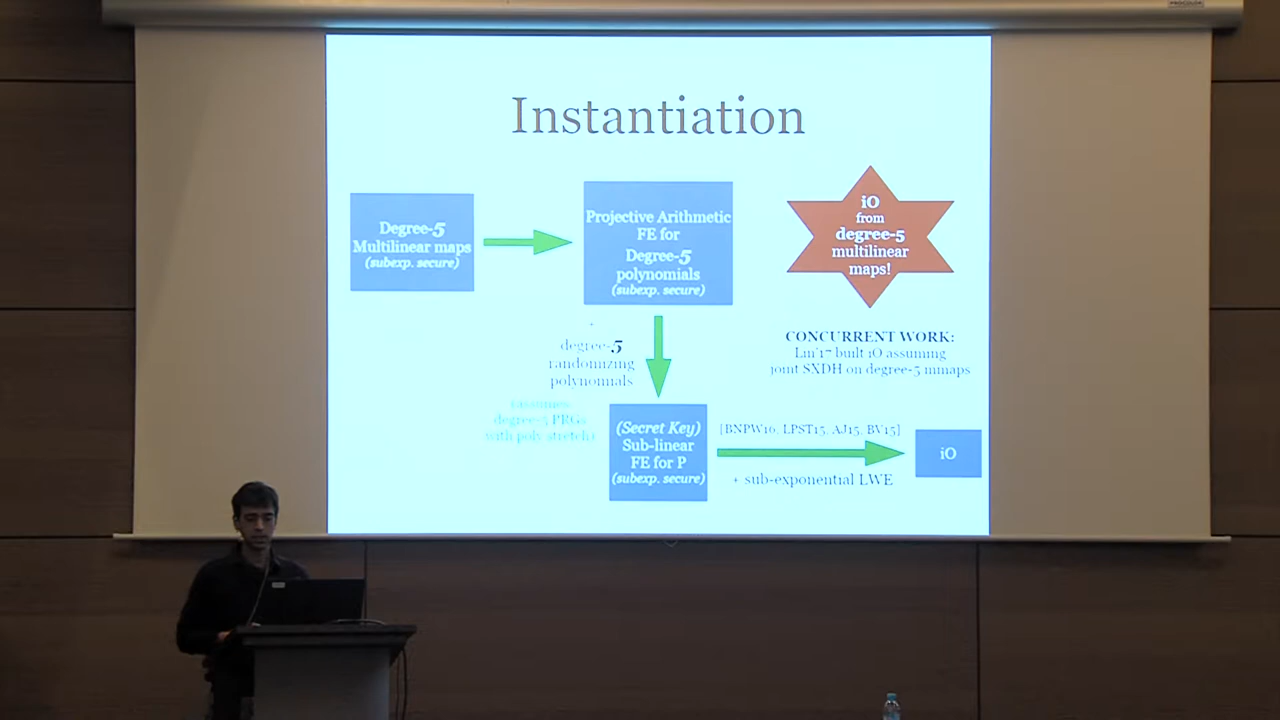 Instantiation
Degree-5
Multilinear maps
(subexp. secure)
Projective Arithmetic
FE for
Degree-5
polynomials
(subexp. secure)
iO
from
degree-5
multilinear
maps!
CONCURRENT WORK:
Lin'17 built iO assuming
joint SXDH on degree-5 mmaps
degree-5
randomizing
polynomials
degree-5 PRGs
with poly stretch)
(Secret Key)
Sub-linear
FE for P
(subexp. secure)
[BNPW16, LPST15, AJ15, BV15]
+ sub-exponential LWE
iO